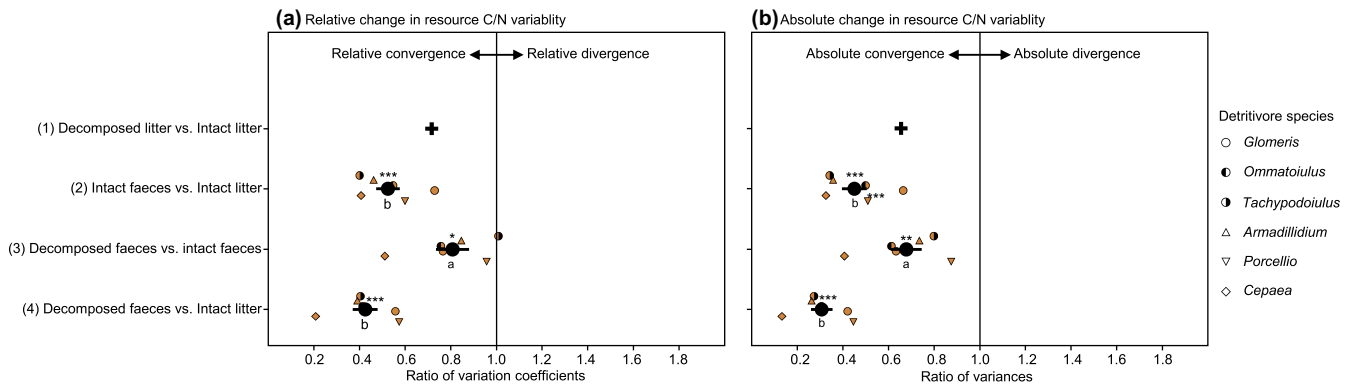 (a) Relative change in resource C/N variablity
(b) Absolute change in resource C/N variablity
Relative convergence Relative divergence
Absolute convergence Absolute divergence
(1) Decomposed litter vs. Intact litter
(2) Intact faeces vs. Intact litter
(3) Decomposed faeces vs. intact faeces
(4) Decomposed faeces vs. Intact litter
***
b
*
a
***
b
***
***
b
**
a
***
b
0.2 0.4 0.6 0.8 1.0 1.2 1.4 1.6 1.8
Ratio of variation coefficients
0.2 0.4 0.6 0.8 1.0 1.2 1.4 1.6 1.8
Ratio of variances
Detritivore species
Glomeris
Ommatoiulus
Tachypodoiulus
Armadillidium
Porcellio
Cepaea